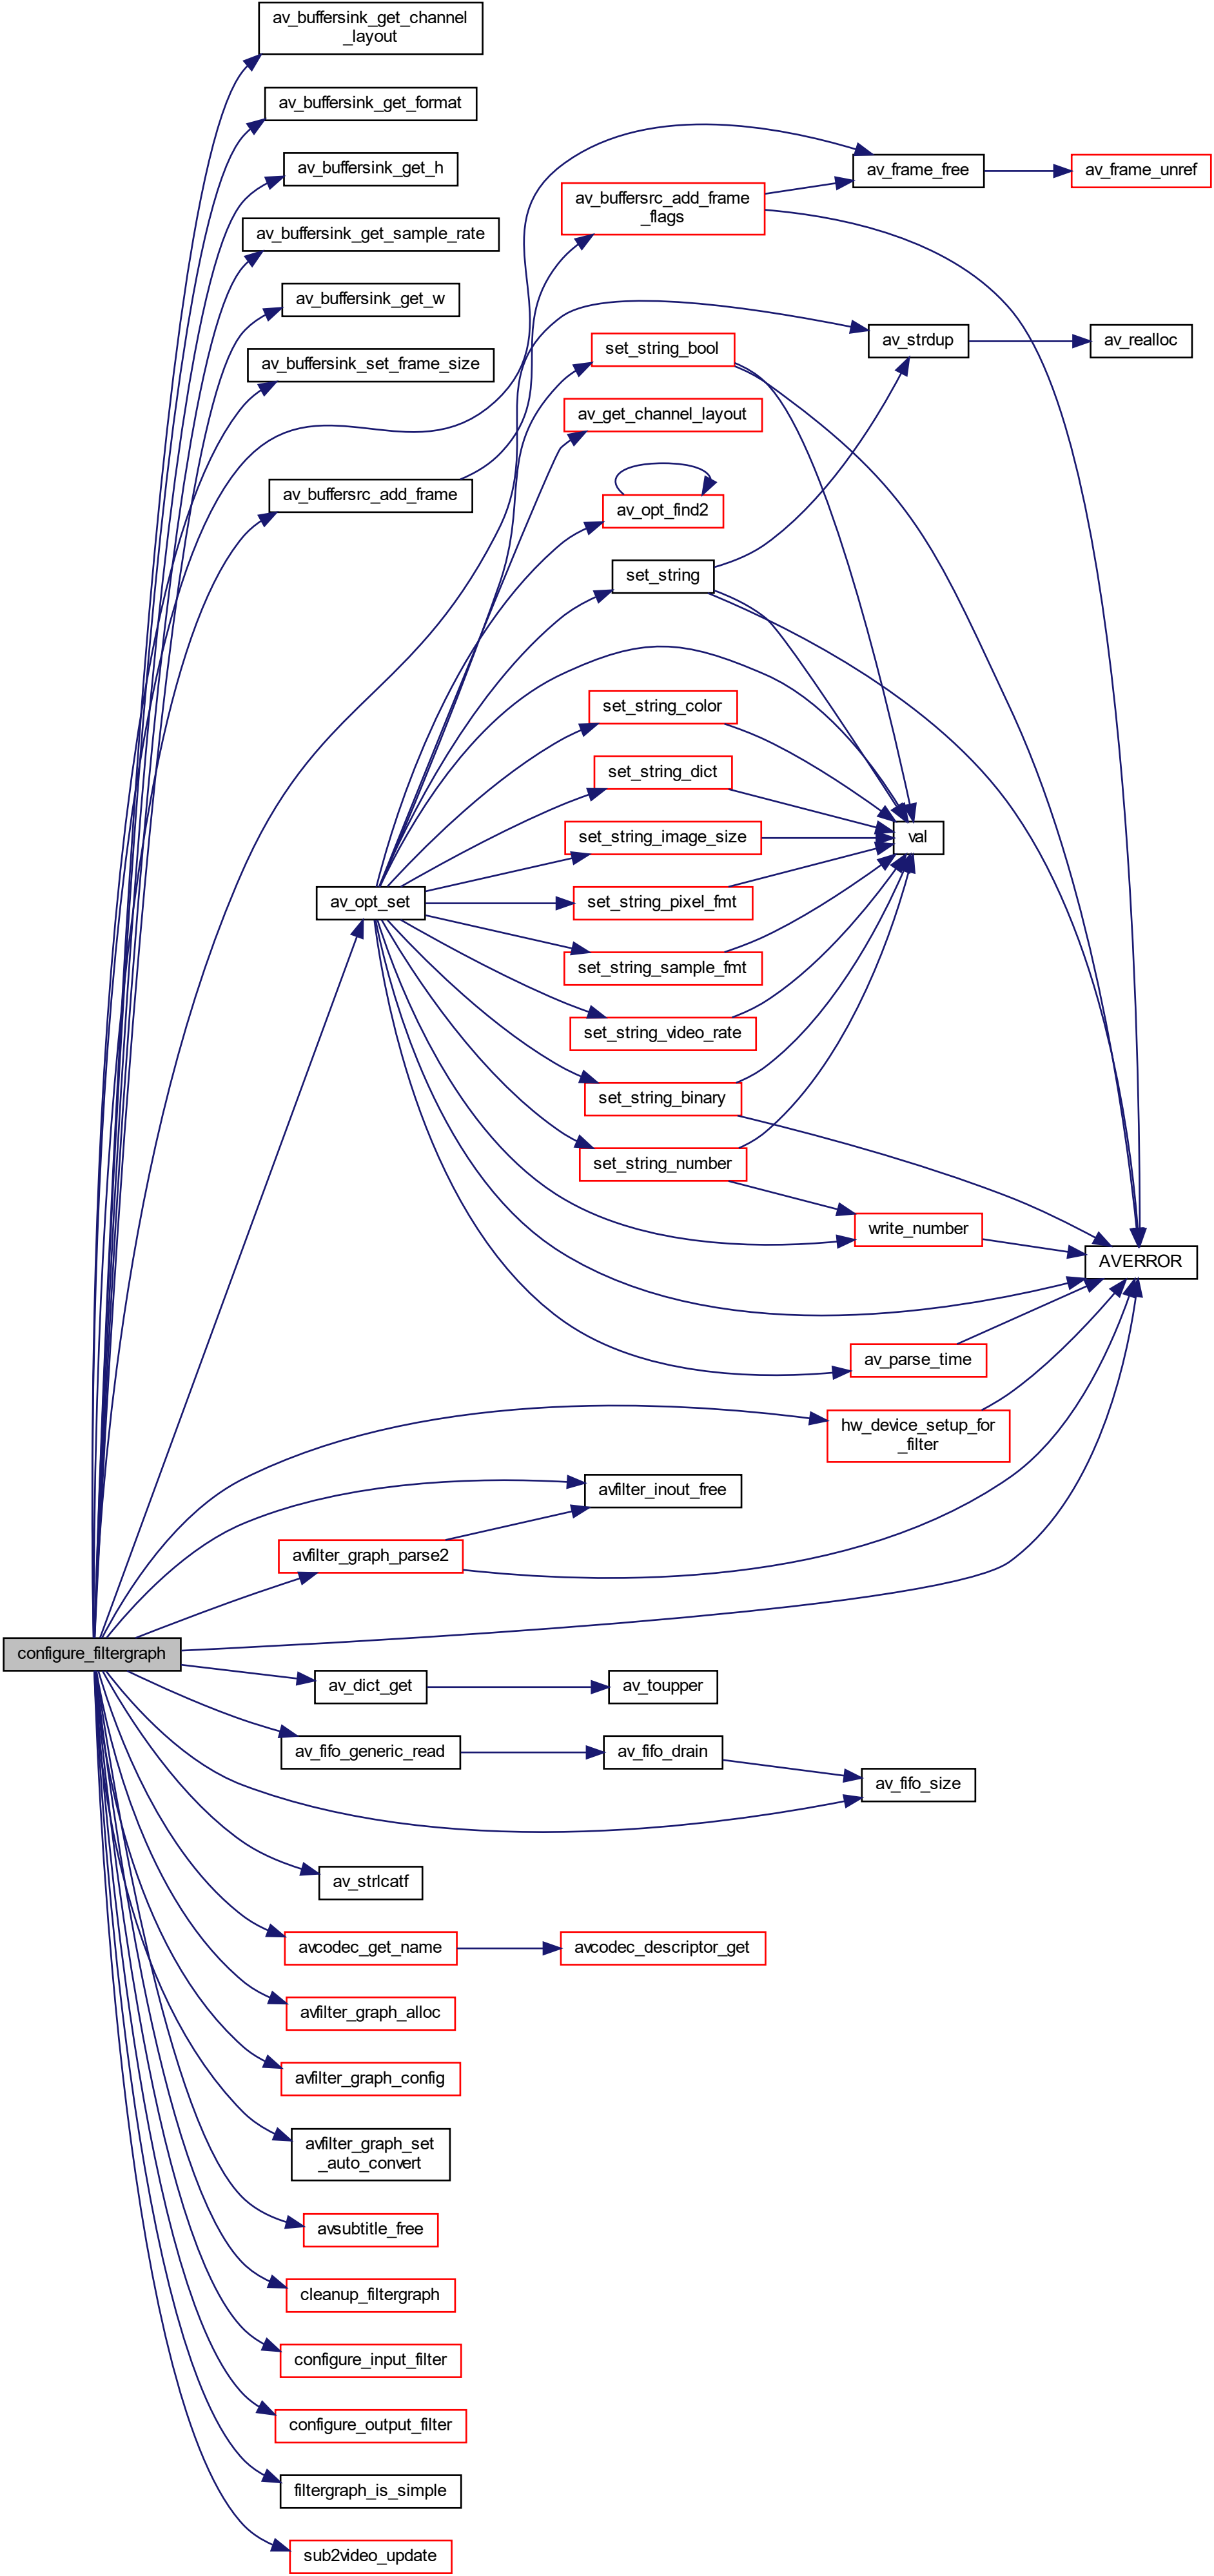 av_buffersink_get_channel
_layout
av_buffersink_get_format
av_buffersink_get_h
av_frame_free
av_frame_unref
av_buffersrc_add_frame
_flags
av_buffersink_get_sample_rate
av_buffersink_get_w
av_strdup
av_realloc
set_string_bool
av_buffersink_set_frame_size
av_get_channel_layout
av_buffersrc_add_frame
av_opt_find2
set_string
set_string_color
set_string_dict
set_string_image_size
val
av_opt_set
set_string_pixel_fmt
set_string_sample_fmt
set_string_video_rate
set_string_binary
set_string_number
write_number
AVERROR
av_parse_time
hw_device_setup_for
_filter
avfilter_inout_free
avfilter_graph_parse2
configure_filtergraph
av_dict_get
av_toupper
av_fifo_generic_read
av_fifo_drain
av_fifo_size
av_strlcatf
avcodec_get_name
avcodec_descriptor_get
avfilter_graph_alloc
avfilter_graph_config
avfilter_graph_set
_auto_convert
avsubtitle_free
cleanup_filtergraph
configure_input_filter
configure_output_filter
filtergraph_is_simple
sub2video_update